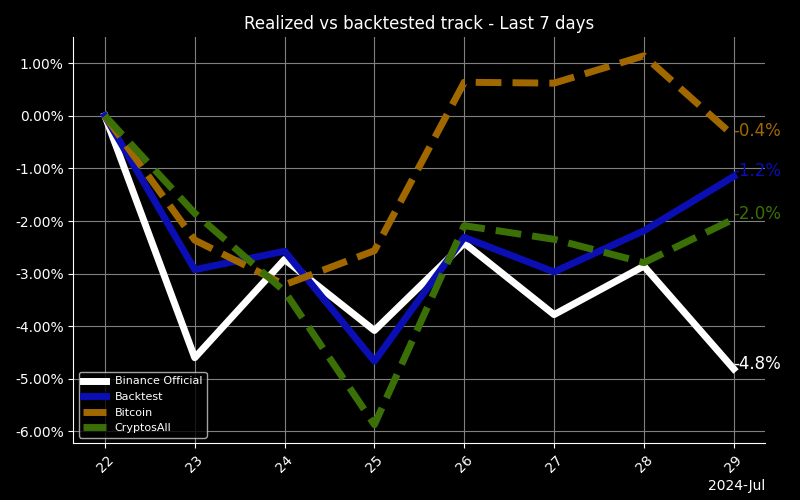 Realized vs backtested track - Last 7 days
1.00%
0.00%
-1.00%
-2.00%
-3.00%
-4.00%
-5.00%
-6.00%
-0.4%
-1.2%
-2.0%
-4.8%
Binance Official
Backtest
Bitcoin
CryptosAll
22 23 24 25 26 27 28 29
2024-Jul